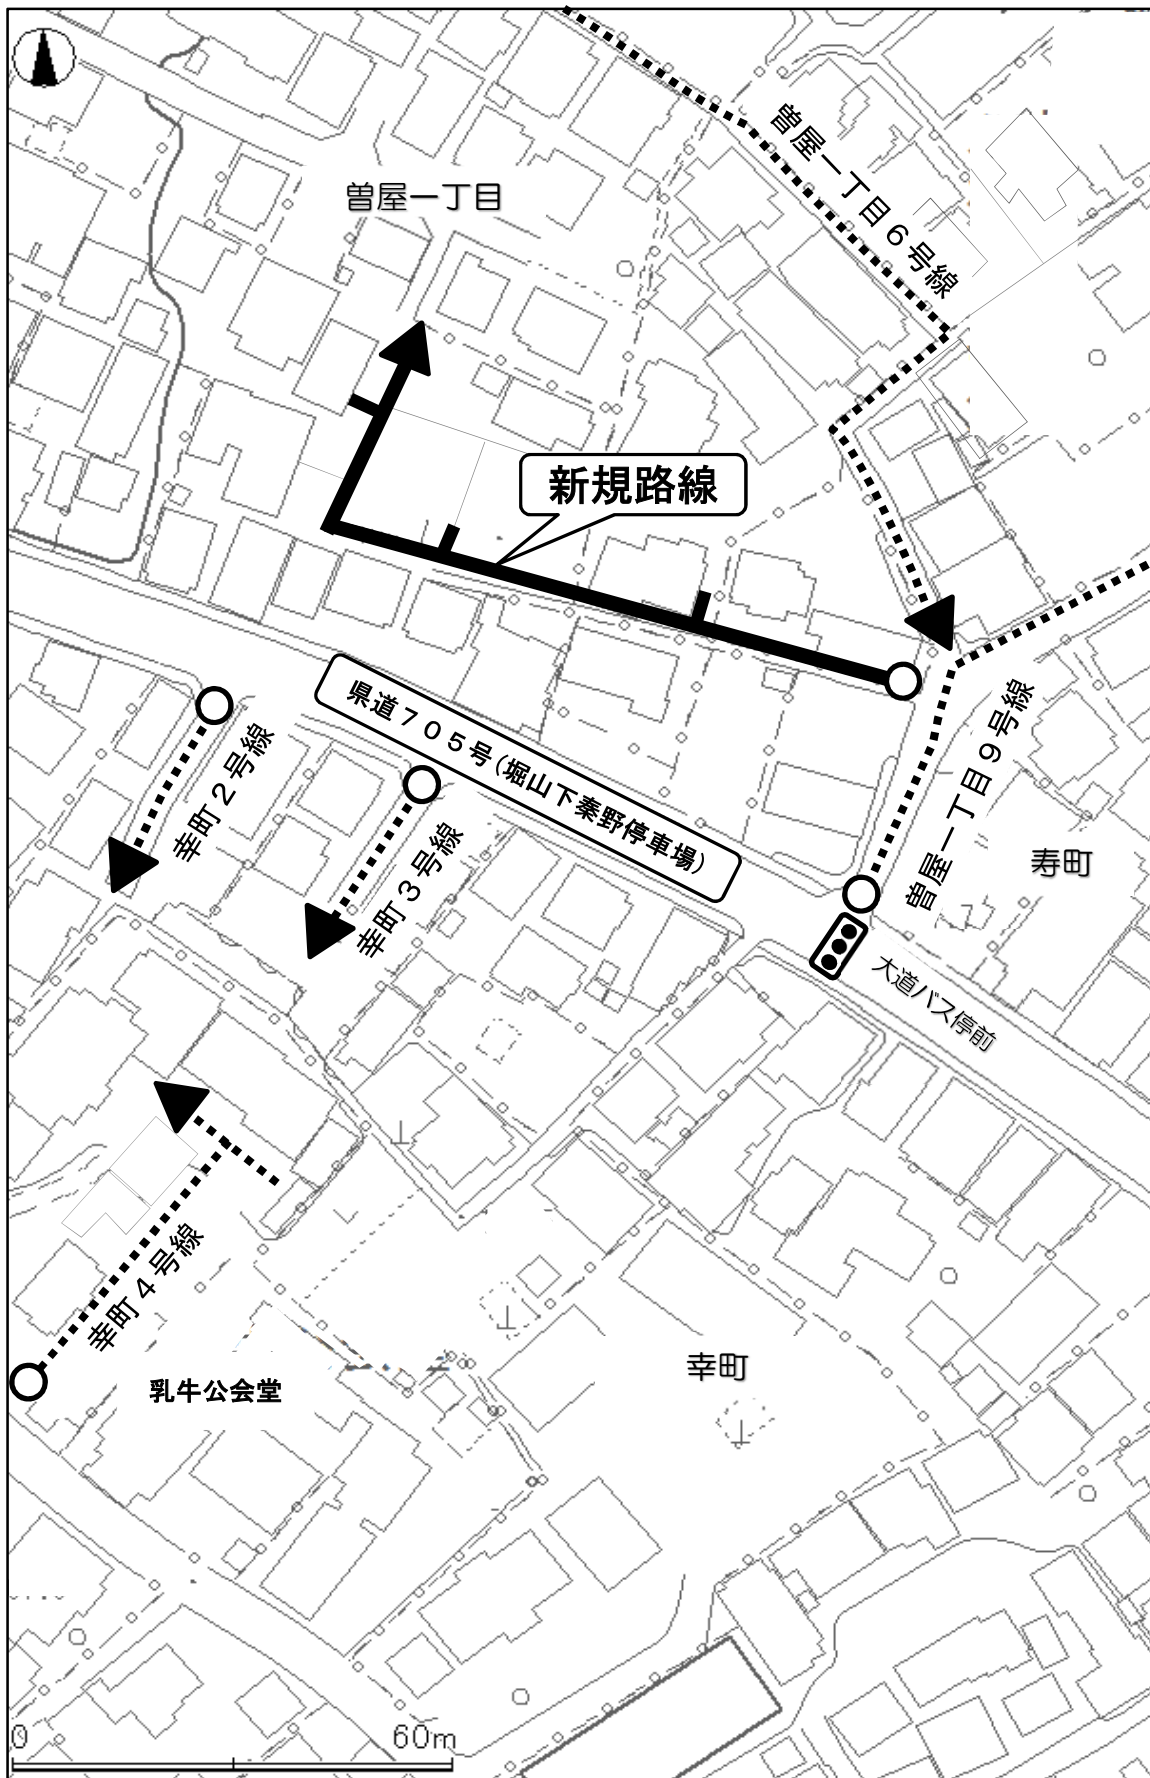 曽屋一丁目
曽屋一丁目６号線
新規路線
県道７０５号（堀山下秦野停車場）
幸町２号線
幸町３号線
曽屋一丁目９号線
寿町
大道バス停前
幸町４号線
乳牛公会堂
幸町
0 60m